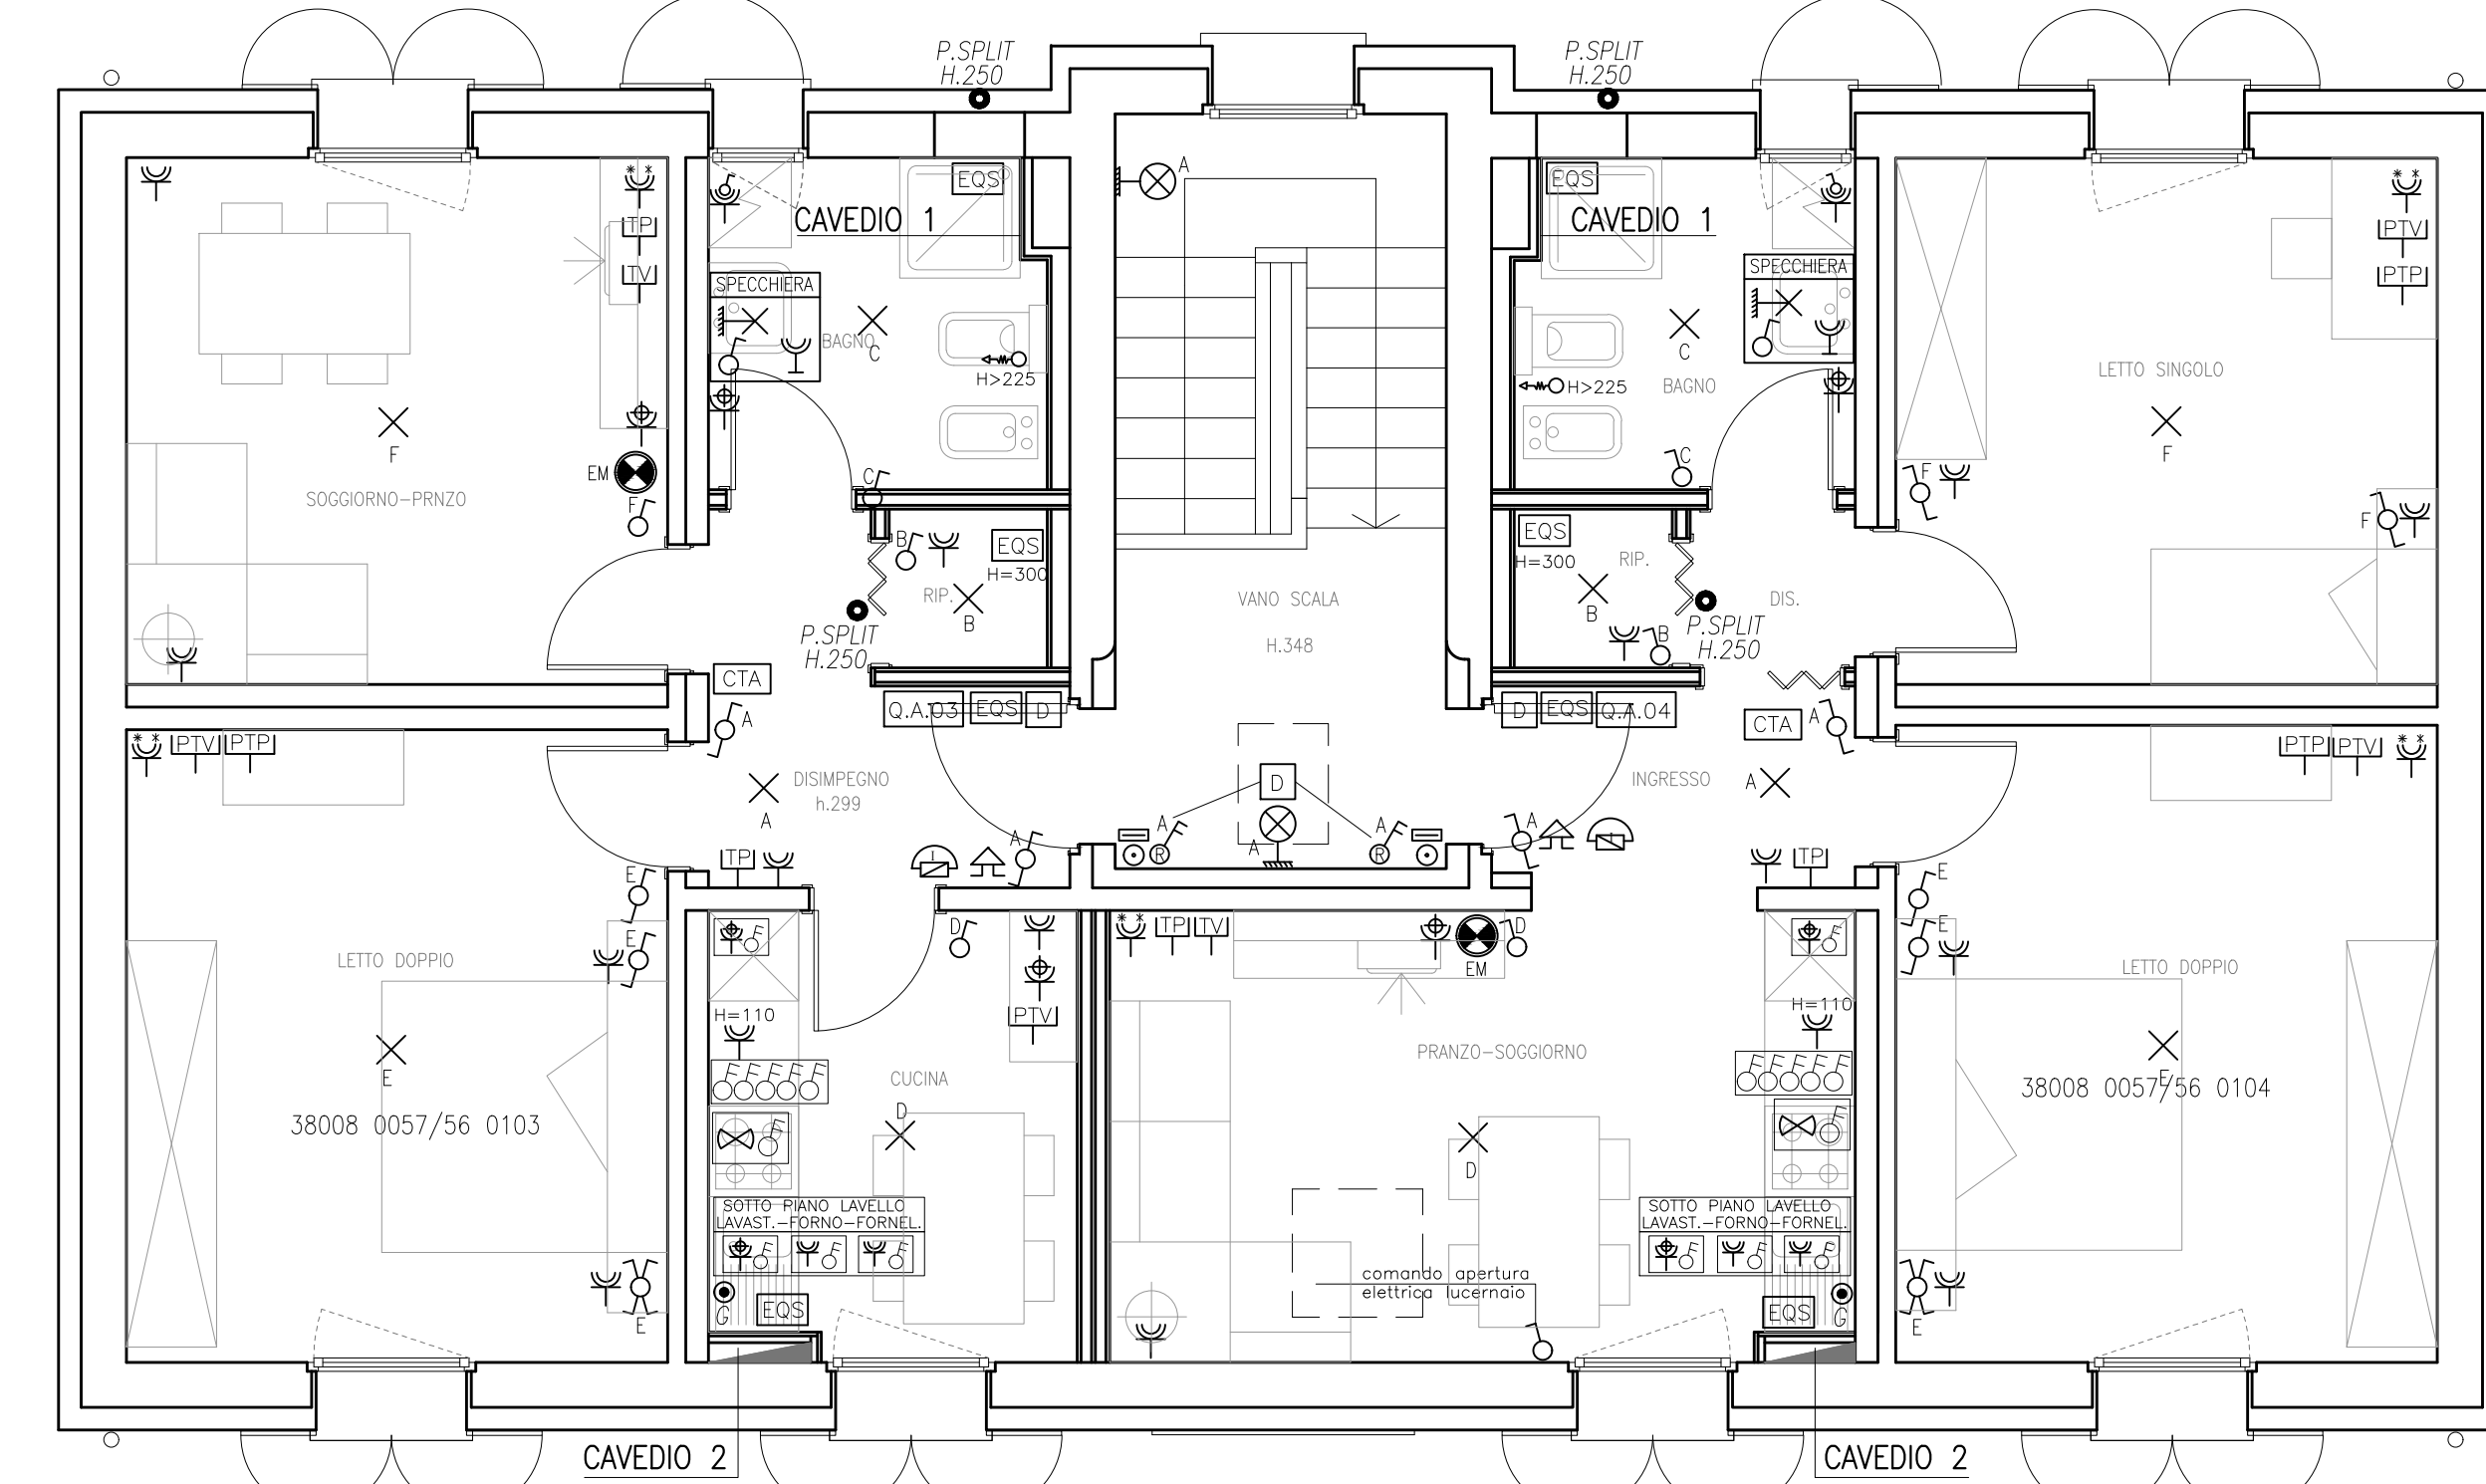 P.SPLIT
H.250
P.SPLIT
H.250
* *
TP
TV
EQS
CAVEDIO 1
A
EQS
CAVEDIO 1
* *
PTV
PTP
SPECCHIERA
BAGNO
C
H>225
SPECCHIERA
C
BAGNO
H>225
LETTO SINGOLO
F
EM
F
SOGGIORNO-PRNZO
C
C
F
F
F
B
EQS
H=300
RIP.
B
P.SPLIT
H.250
VANO SCALA
H.348
EQS
H=300
RIP.
B
B
DIS.
P.SPLIT
H.250
CTA
A
Q.A.03
EQS
D
D
EQS
Q.A.04
CTA
A
* *
PTV
PTP
PTP
PTV
* *
DISIMPEGNO
h.299
A
D
INGRESSO
A
A
A
R
A
A
R
A
TP
TP
E
E
LETTO DOPPIO
D
* *
TP
TV
EM
D
E
E
LETTO DOPPIO
H=110
PTV
H=110
PRANZO-SOGGIORNO
CUCINA
E
D
D
E
38008 0057/56 0103
38008 0057/56 0104
SOTTO PIANO LAVELLO
LAVAST.-FORNO-FORNEL.
SOTTO PIANO LAVELLO
LAVAST.-FORNO-FORNEL.
comando apertura
elettrica lucernaio
G
EQS
EQS
G
E
E
CAVEDIO 2
CAVEDIO 2